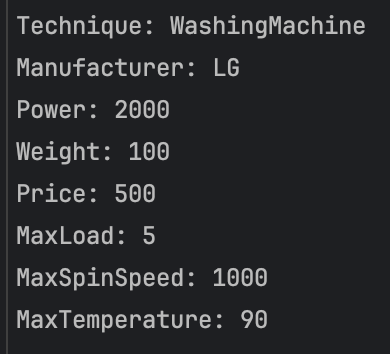 Technique: WashingMachine
Manufacturer: LG
Power: 2000
Weight: 100
Price: 500
MaxLoad: 5
MaxSpinSpeed: 1000
MaxTemperature: 90